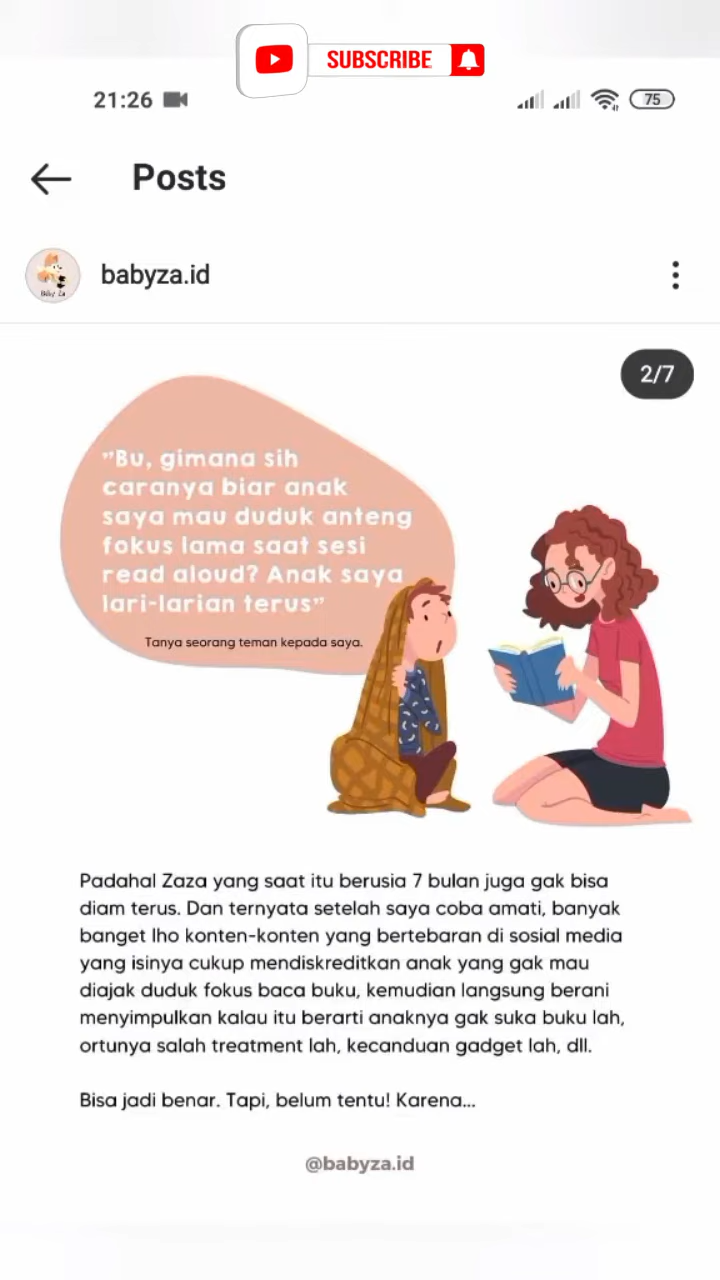 SUBSCRIBE
21:26
75
Posts
babyza.id
2/7
"Bu, gimana sih
caranya biar anak
saya mau duduk anteng
fokus lama saat sesi
read aloud? Anak saya
lari-larian terus"
Tanya seorang teman kepada saya.
Padahal Zaza yang saat itu berusia 7 bulan juga gak bisa
diam terus. Dan ternyata setelah saya coba amati, banyak
banget lho konten-konten yang bertebaran di sosial media
yang isinya cukup mendiskreditkan anak yang gak mau
diajak duduk fokus baca buku, kemudian langsung berani
menyimpulkan kalau itu berarti anaknya gak suka buku lah,
ortunya salah treatment lah, kecanduan gadget lah, dll.
Bisa jadi benar. Tapi, belum tentu! Karena...
@babyza.id